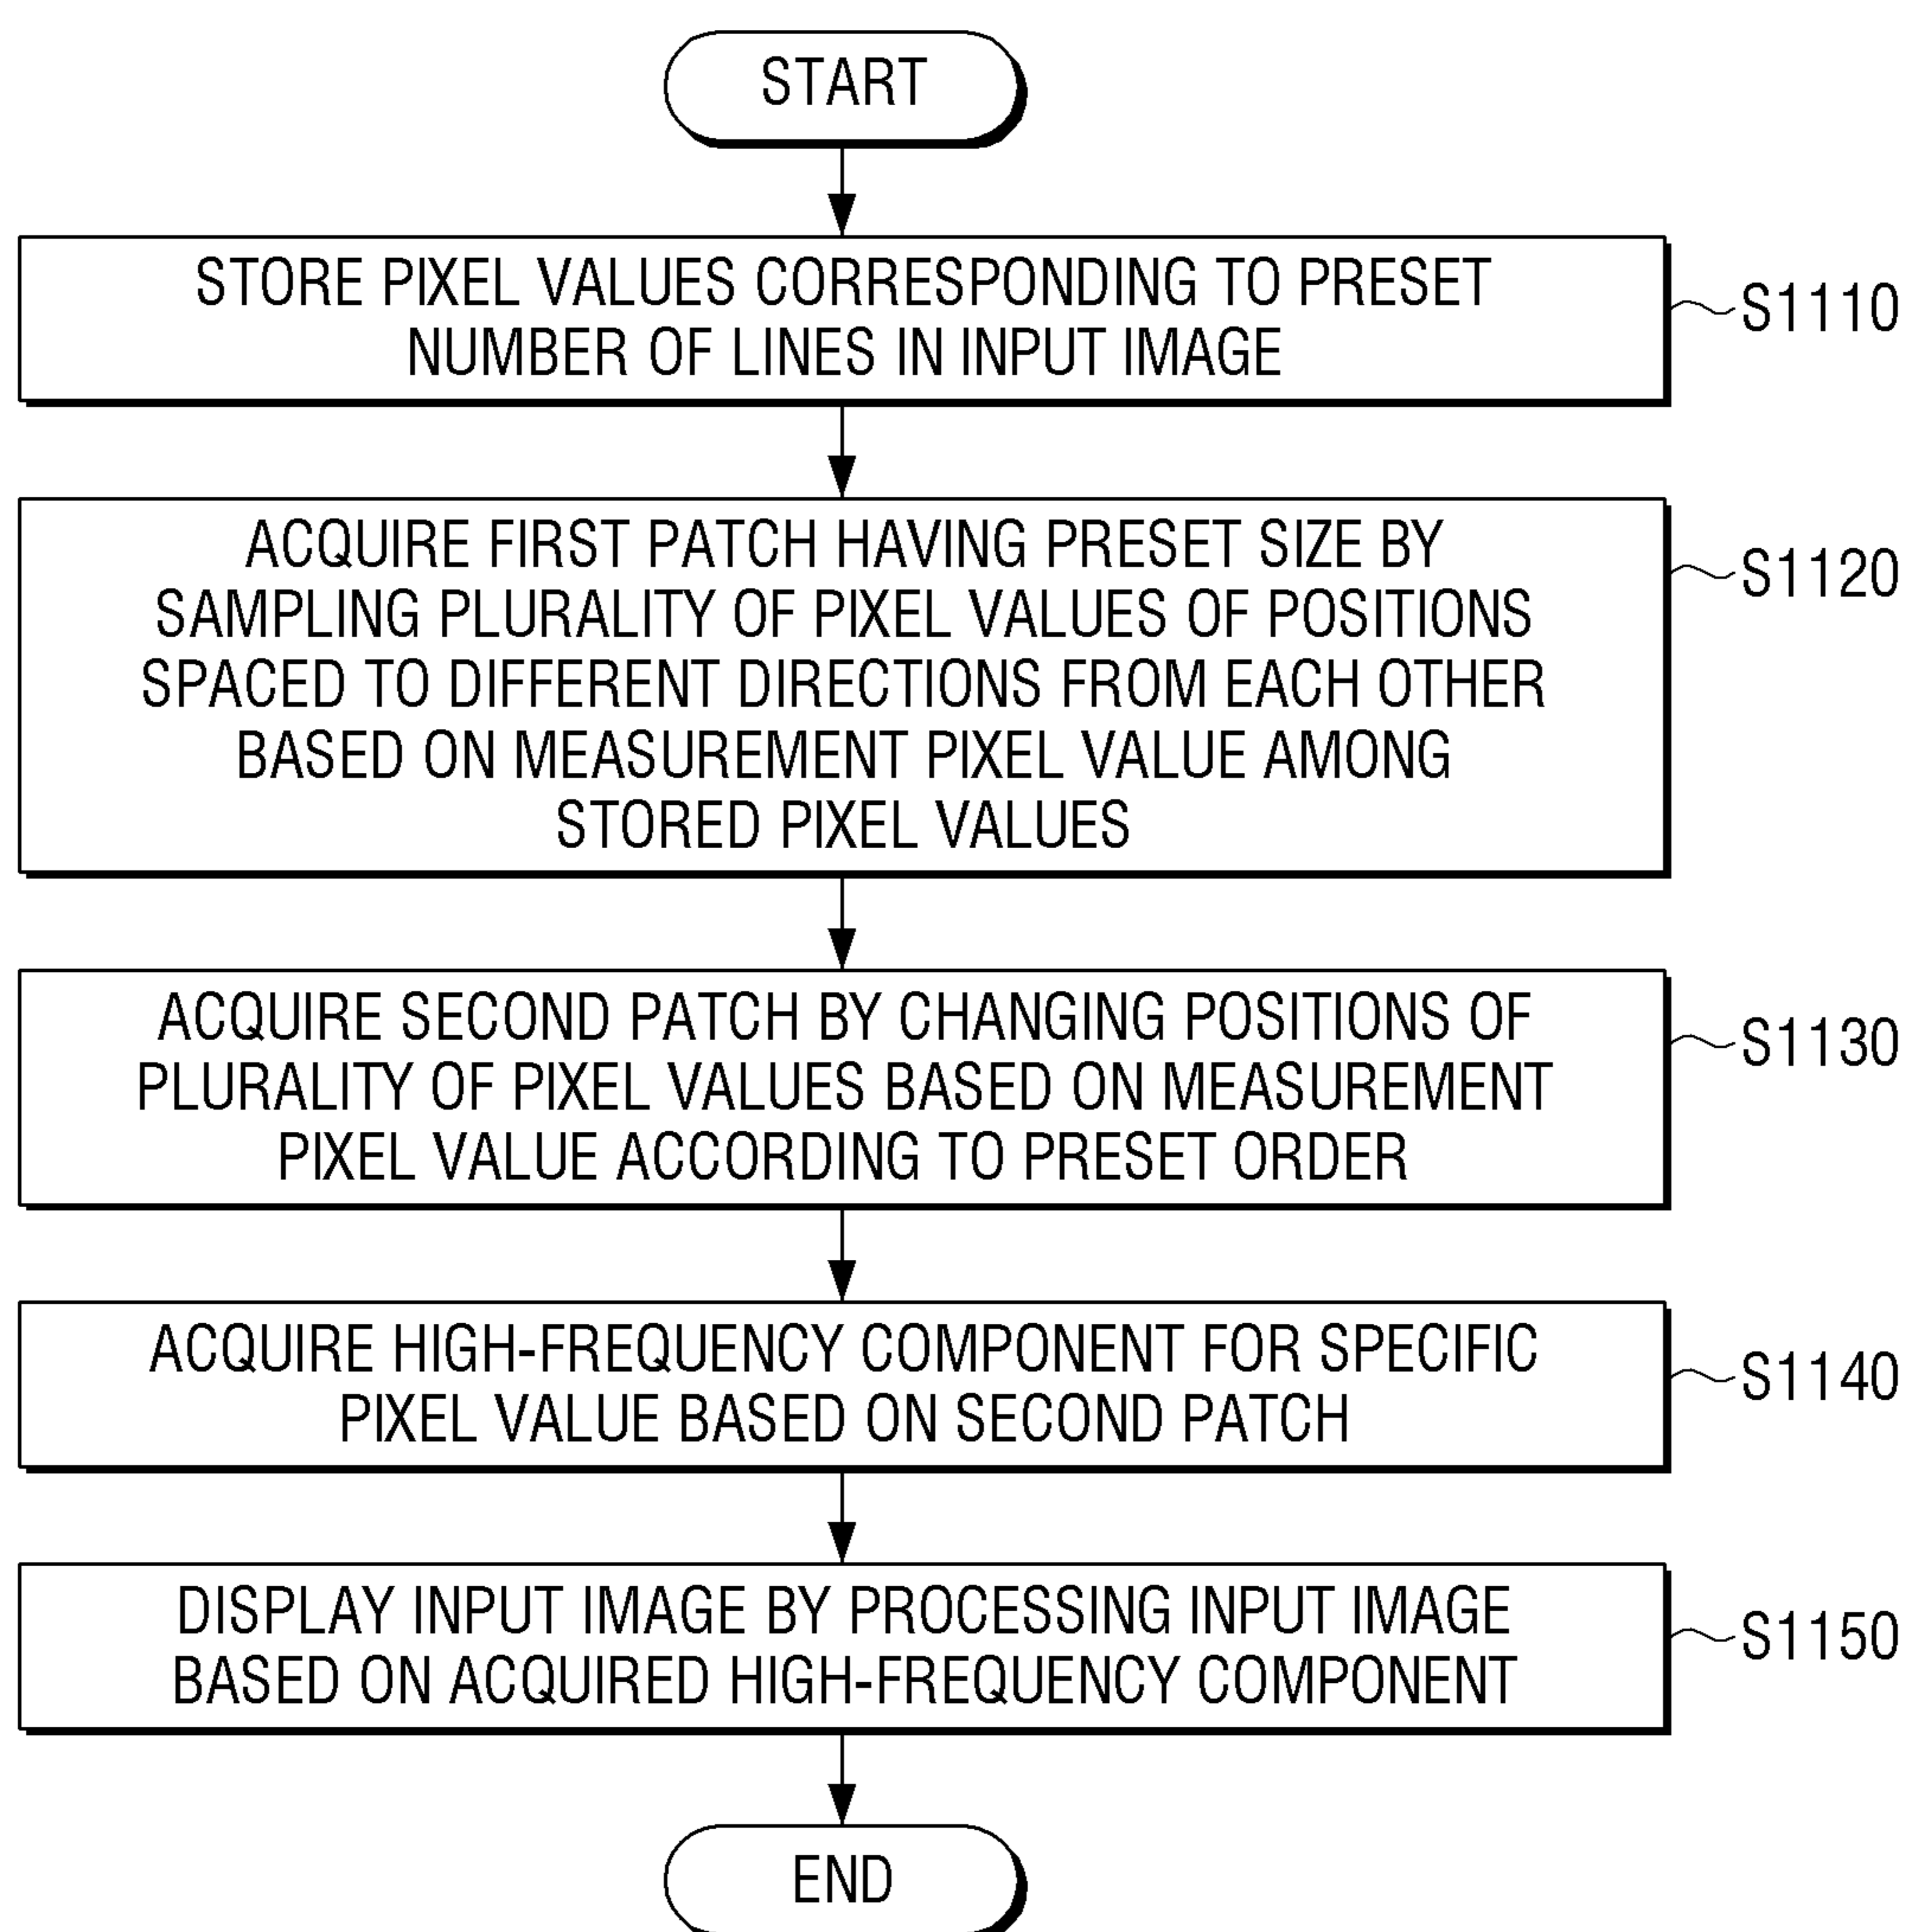 START
STORE PIXEL VALUES CORRESPONDING TO PRESET
NUMBER OF LINES IN INPUT IMAGE
S1110
ACQUIRE FIRST PATCH HAVING PRESET SIZE BY
SAMPLING PLURALITY OF PIXEL VALUES OF POSITIONS
SPACED TO DIFFERENT DIRECTIONS FROM EACH OTHER
BASED ON MEASUREMENT PIXEL VALUE AMONG
STORED PIXEL VALUES
S1120
ACQUIRE SECOND PATCH BY CHANGING POSITIONS OF
PLURALITY OF PIXEL VALUES BASED ON MEASUREMENT
PIXEL VALUE ACCORDING TO PRESET ORDER
S1130
ACQUIRE HIGH-FREQUENCY COMPONENT FOR SPECIFIC
PIXEL VALUE BASED ON SECOND PATCH
S1140
DISPLAY INPUT IMAGE BY PROCESSING INPUT IMAGE
BASED ON ACQUIRED HIGH-FREQUENCY COMPONENT
S1150
END